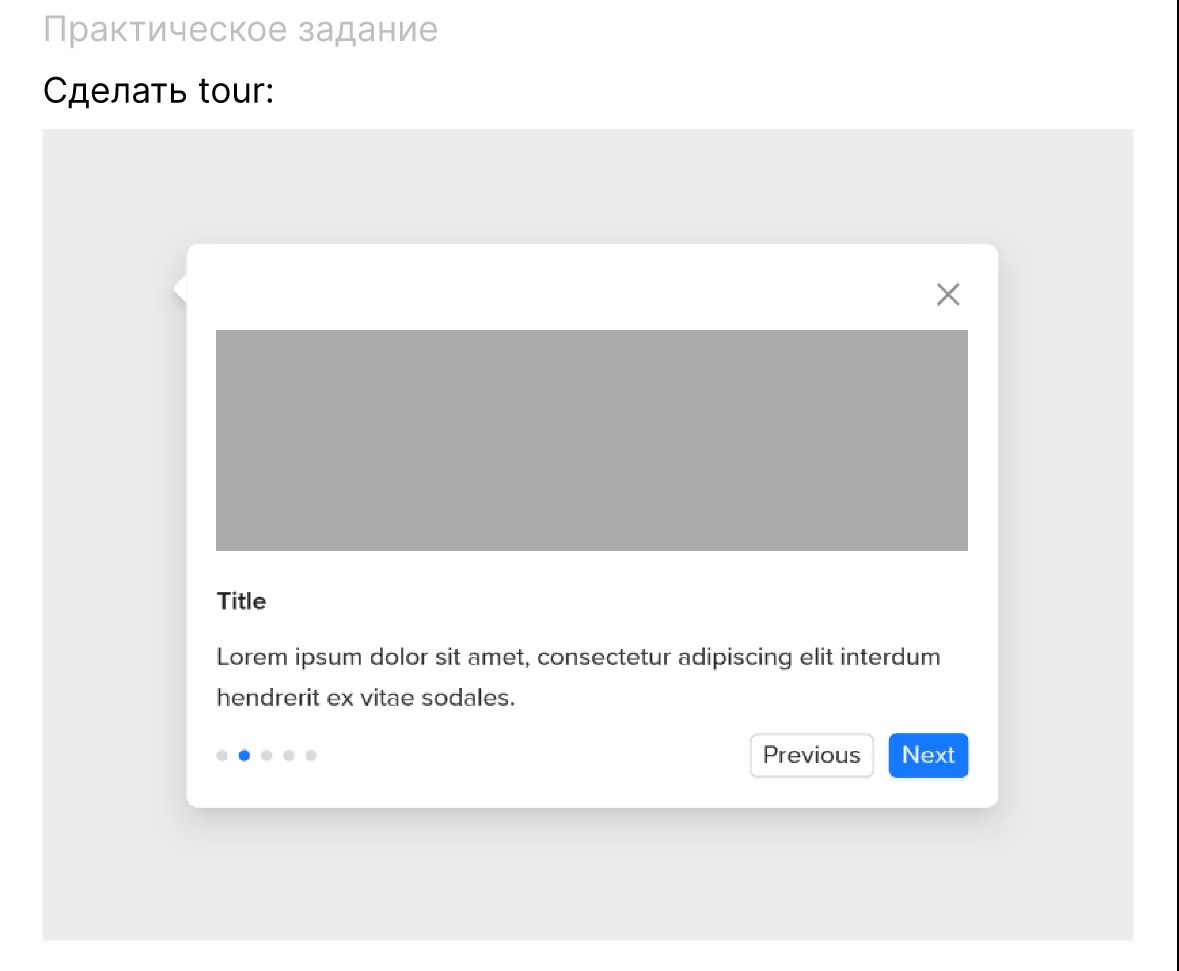 Практическое задание
Сделать tour:
Title
Lorem ipsum dolor sit amet, consectetur adipiscing elit interdum
hendrerit ex vitae sodales.
Previous Next